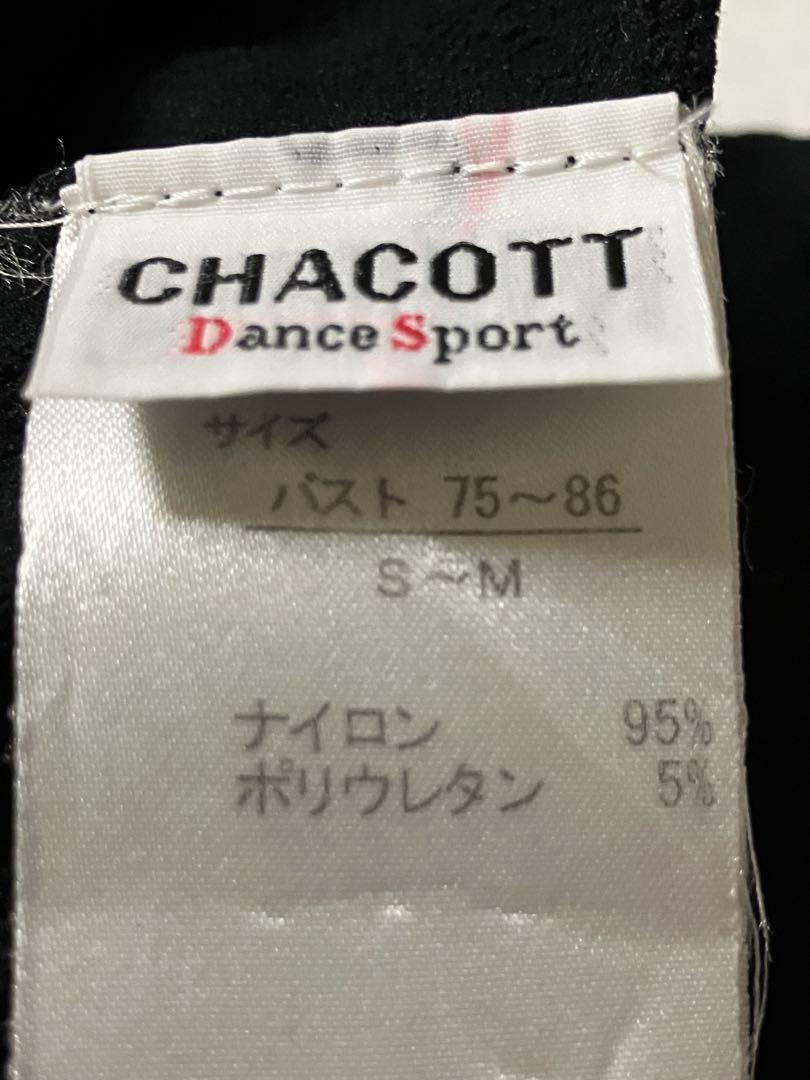 CHACOTT
Dance Sport
サイズ
バスト 75～86
S～M
ナイロン 95%
ポリウレタン 5%